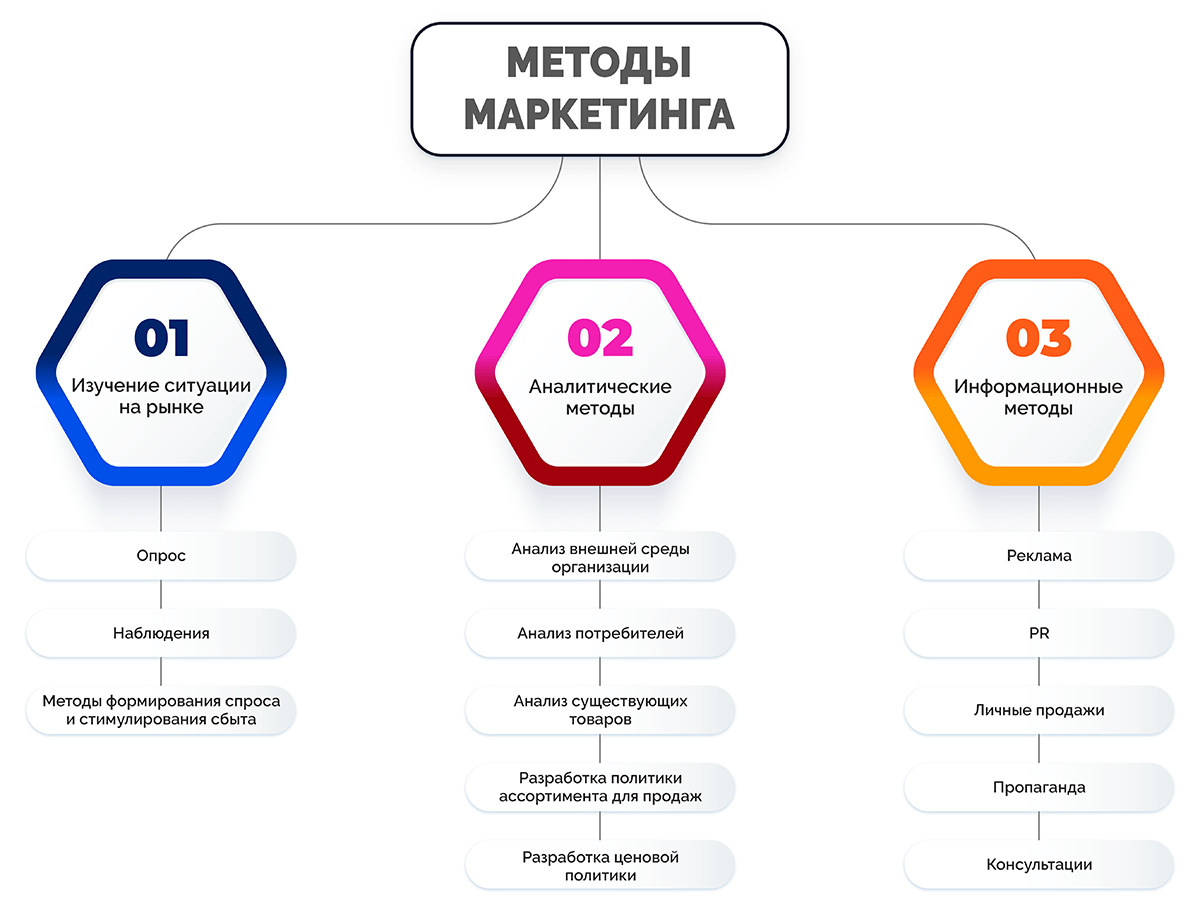 МЕТОДЫ
МАРКЕТИНГА
01
Изучение ситуации
на рынке
Опрос
Наблюдения
Методы формирования спроса
и стимулирования сбыта
02
Аналитические
методы
Анализ внешней среды
организации
Анализ потребителей
Анализ существующих
товаров
Разработка политики
ассортимента для продаж
Разработка ценовой
политики
03
Информационные
методы
Реклама
PR
Личные продажи
Пропаганда
Консультации